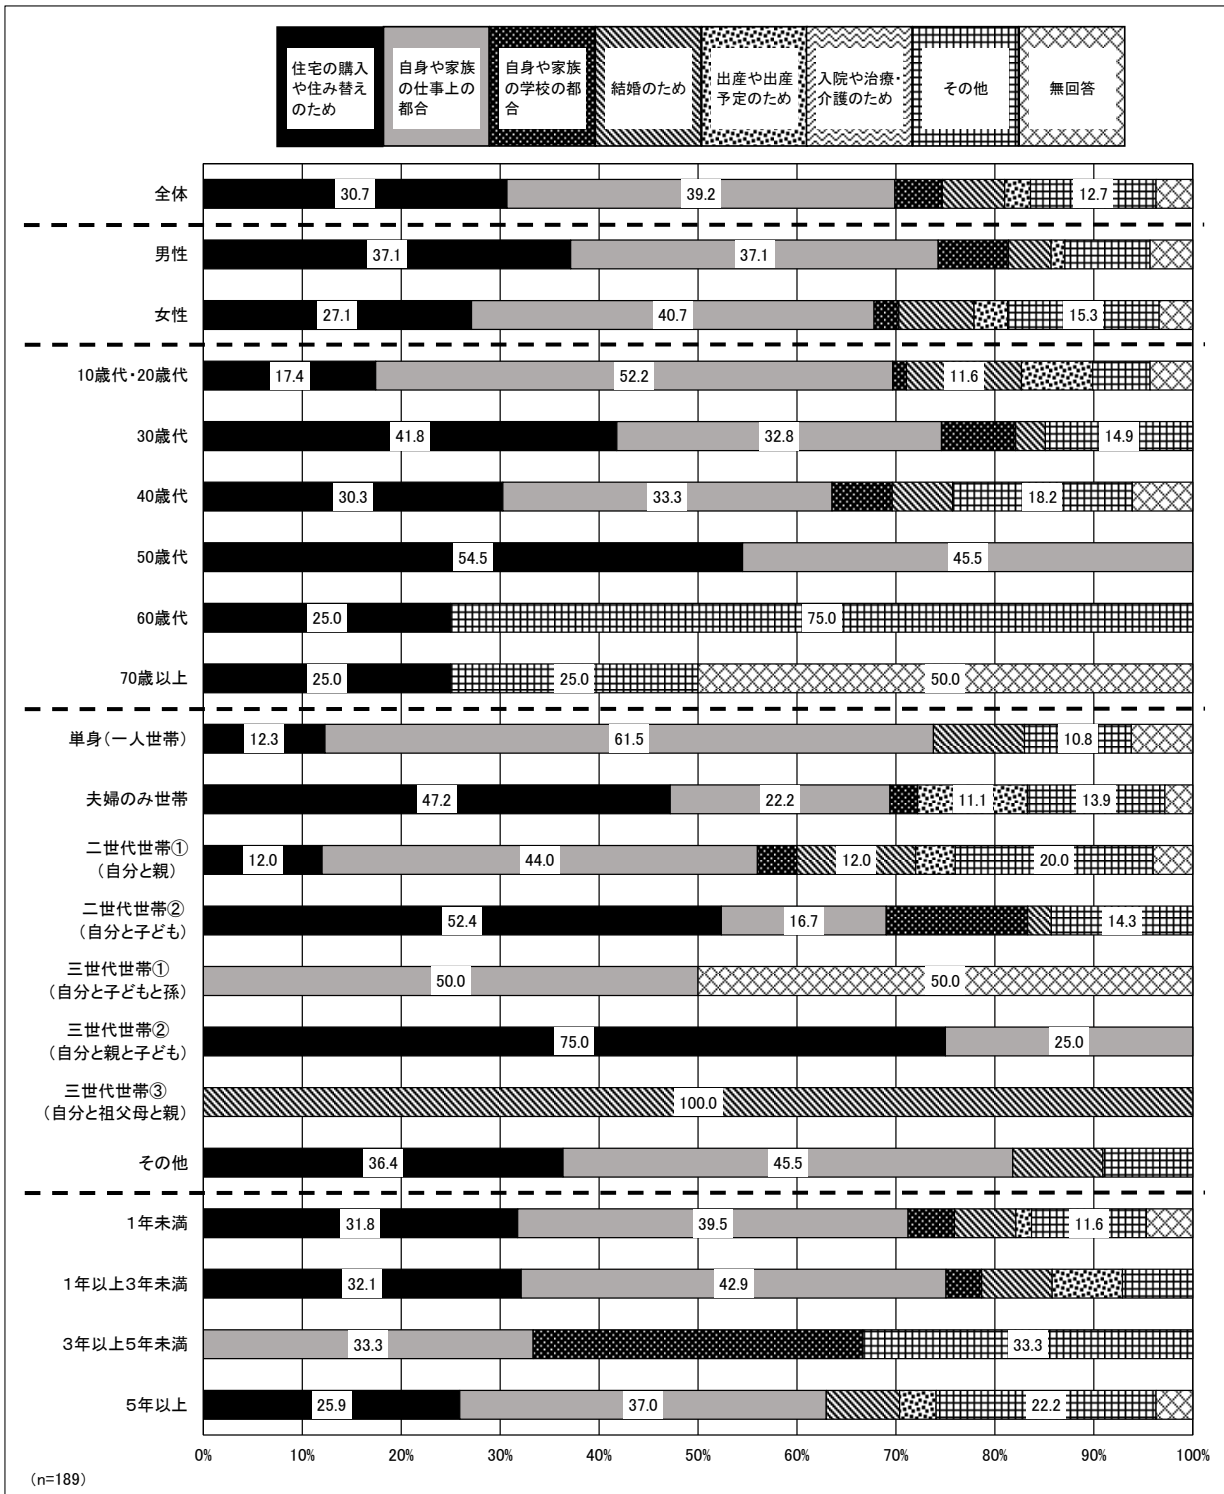 住宅の購入
や住み替え
のため
自身や家族
の仕事上の
都合
自身や家族
の学校の都
合
結婚のため
出産や出産
予定のため
入院や治療・
介護のため
その他
無回答
全体
30.7
39.2
12.7
男性
37.1
37.1
女性
27.1
40.7
15.3
10歳代・20歳代
17.4
52.2
11.6
30歳代
41.8
32.8
14.9
40歳代
30.3
33.3
18.2
50歳代
54.5
45.5
60歳代
25.0
75.0
70歳以上
25.0
25.0
50.0
単身(一人世帯)
12.3
61.5
10.8
夫婦のみ世帯
47.2
22.2
11.1
13.9
二世代世帯①
(自分と親)
12.0
44.0
12.0
20.0
二世代世帯②
(自分と子ども)
52.4
16.7
14.3
三世代世帯①
(自分と子どもと孫)
50.0
50.0
三世代世帯②
(自分と親と子ども)
75.0
25.0
三世代世帯③
(自分と祖父母と親)
100.0
その他
36.4
45.5
1年未満
31.8
39.5
11.6
1年以上3年未満
32.1
42.9
3年以上5年未満
33.3
33.3
5年以上
25.9
37.0
22.2
0% 10% 20% 30% 40% 50% 60% 70% 80% 90% 100%
(n=189)